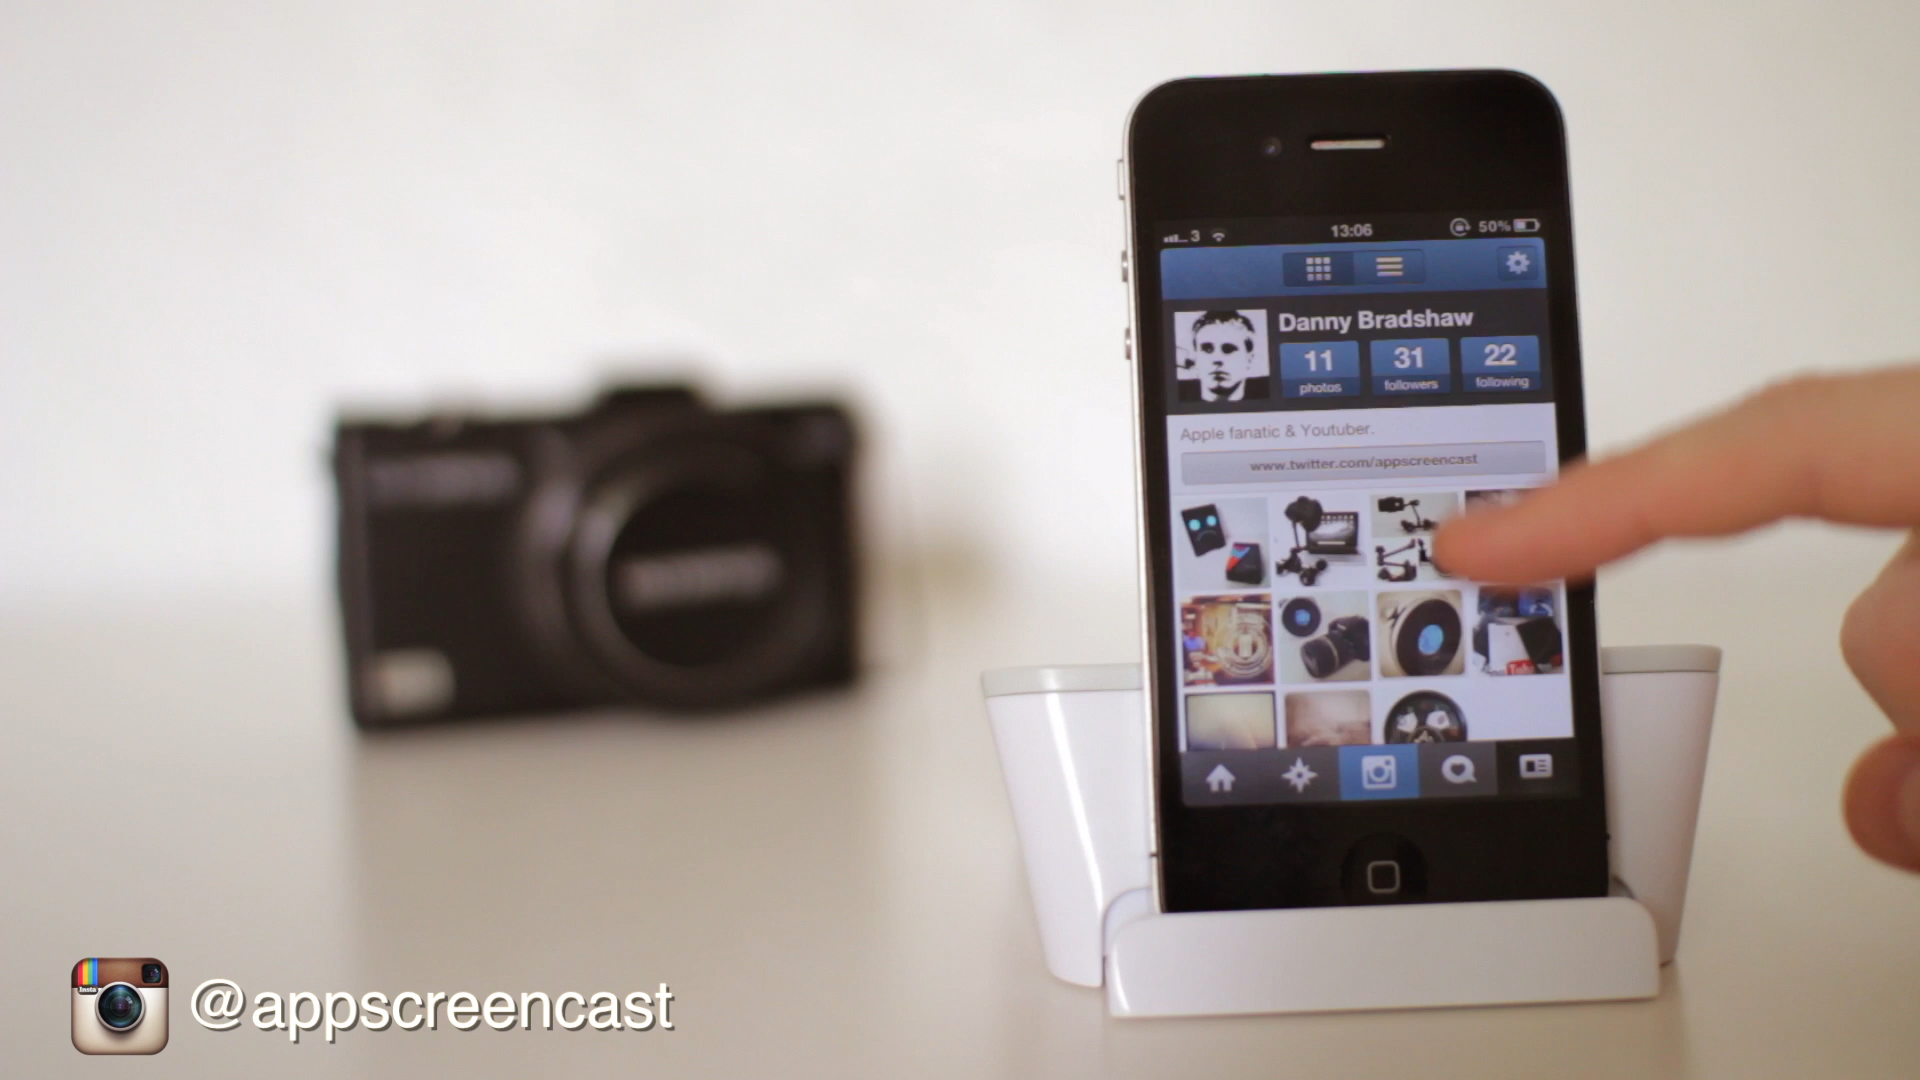 3 13:06 50%
Danny Bradshaw
11 31 22
photos followers following
Apple fanatic & Youtuber.
www.twitter.com/appscreencast
Insta
@appscreencast